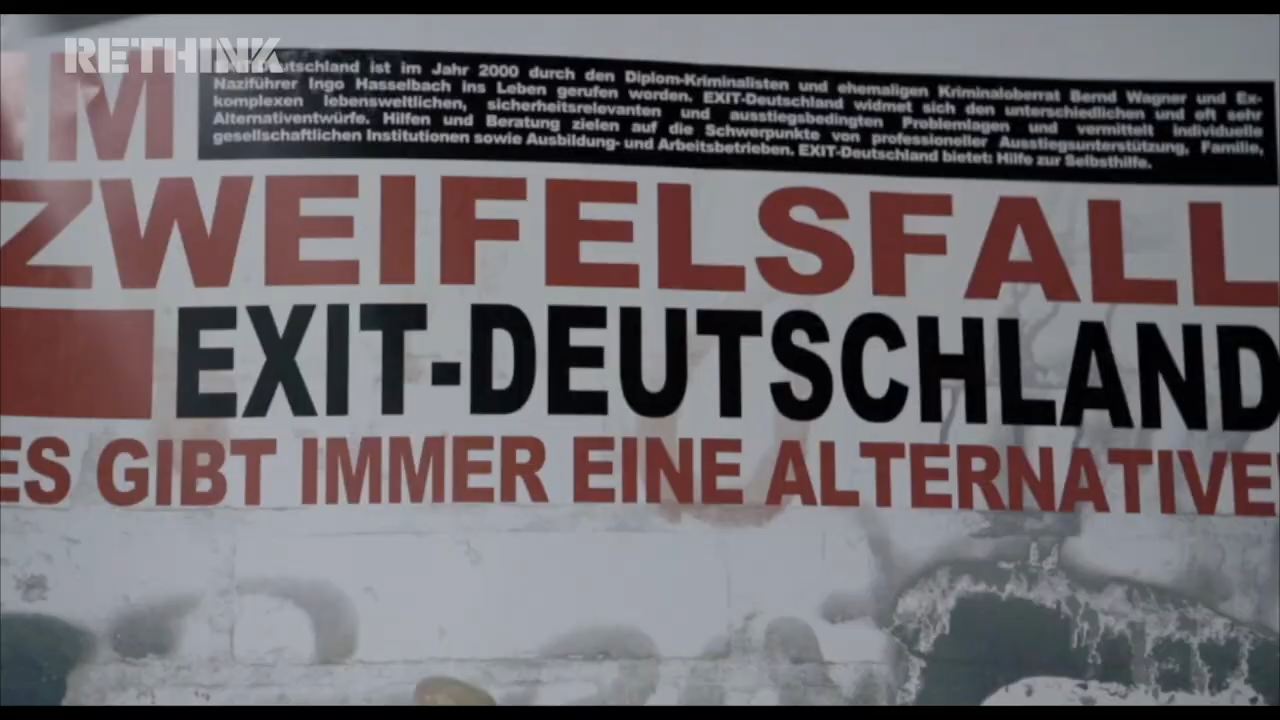 RETHINK
EXIT-Deutschland ist im Jahr 2000 durch den Diplom-Kriminalisten und ehemaligen Kriminaloberrat Bernd Wagner und Ex-
Naziführer Ingo Hasselbach ins Leben gerufen worden. EXIT-Deutschland widmet sich den unterschiedlichen und oft sehr
komplexen lebensweltlichen, sicherheitsrelevanten und ausstiegsbedingten Problemlagen und vermittelt individuelle
Alternativentwürfe. Hilfen und Beratung zielen auf die Schwerpunkte von professioneller Ausstiegsunterstützung, Familie,
gesellschaftlichen Institutionen sowie Ausbildung- und Arbeitsbetrieben. EXIT-Deutschland bietet: Hilfe zur Selbsthilfe.
IM
ZWEIFELSFALL
EXIT-DEUTSCHLAND
ES GIBT IMMER EINE ALTERNATIVE